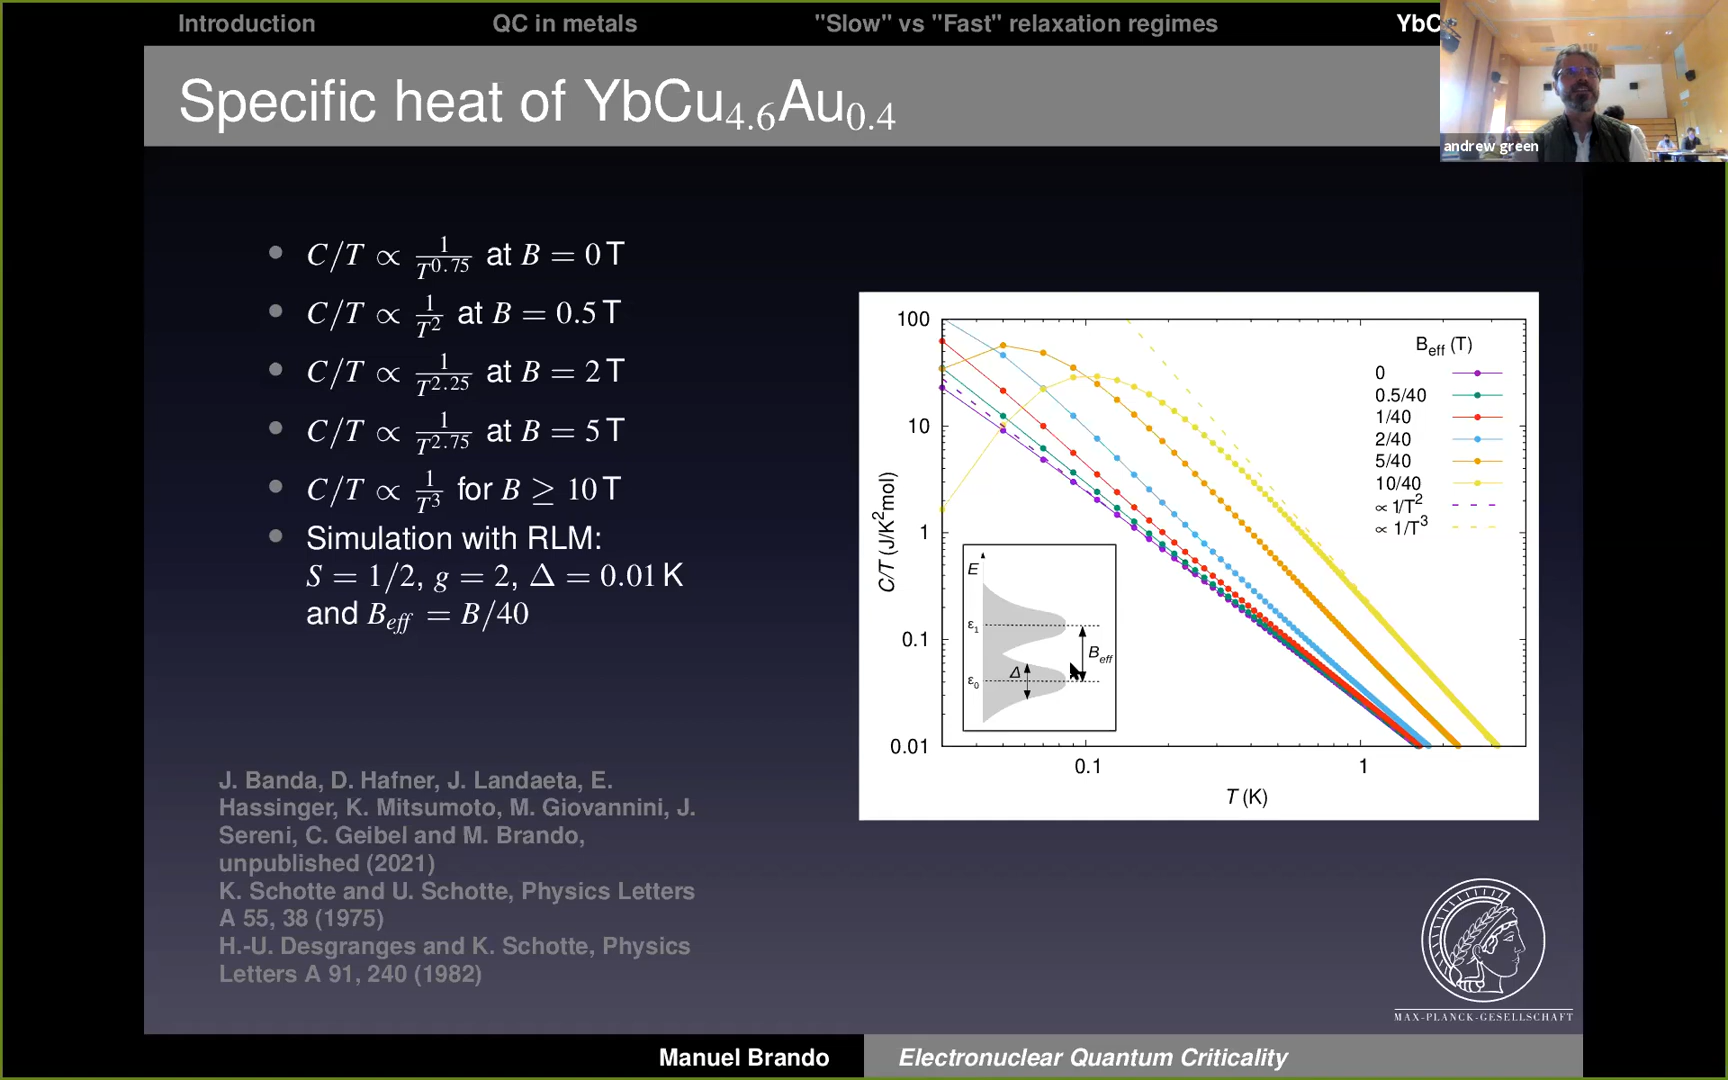 Introduction QC in metals "Slow" vs "Fast" relaxation regimes YbC
andrew green
Specific heat of YbCu4.6Au0.4
• C/T ∝ 1/T^0.75 at B = 0 T
• C/T ∝ 1/T^2 at B = 0.5 T
• C/T ∝ 1/T^2.25 at B = 2 T
• C/T ∝ 1/T^2.75 at B = 5 T
• C/T ∝ 1/T^3 for B ≥ 10 T
• Simulation with RLM:
S = 1/2, g = 2, Δ = 0.01 K
and Beff = B/40
J. Banda, D. Hafner, J. Landaeta, E.
Hassinger, K. Mitsumoto, M. Giovannini, J.
Sereni, C. Geibel and M. Brando,
unpublished (2021)
K. Schotte and U. Schotte, Physics Letters
A 55, 38 (1975)
H.-U. Desgranges and K. Schotte, Physics
Letters A 91, 240 (1982)
100
10
1
0.1
0.01
C/T (J/K²mol)
0.1 1
T (K)
Beff (T)
0
0.5/40
1/40
2/40
5/40
10/40
∝ 1/T²
∝ 1/T³
E
ε1
Beff
Δ
ε0
MAX-PLANCK-GESELLSCHAFT
Manuel Brando Electronuclear Quantum Criticality